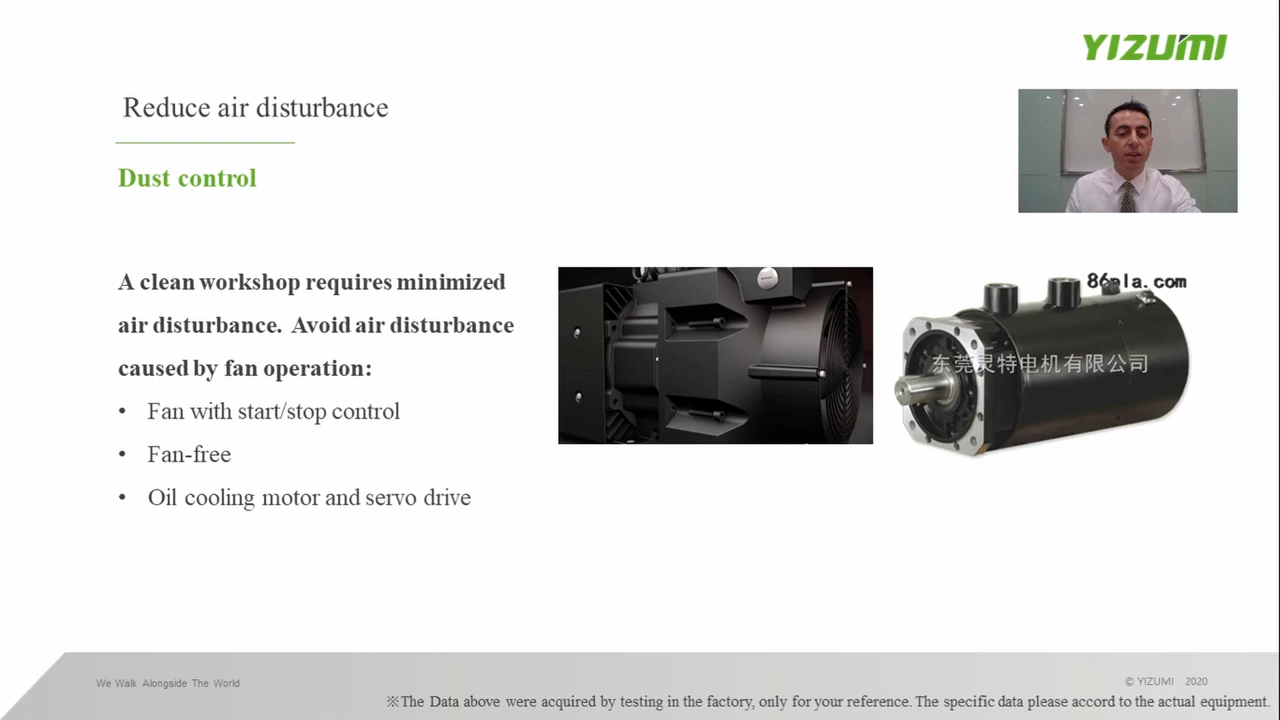 YIZUMI
Reduce air disturbance
Dust control
A clean workshop requires minimized
air disturbance. Avoid air disturbance
caused by fan operation:
• Fan with start/stop control
• Fan-free
• Oil cooling motor and servo drive
86pla.com
东莞灵特电机有限公司
We Walk Alongside The World
© YIZUMI 2020
※The Data above were acquired by testing in the factory, only for your reference. The specific data please accord to the actual equipment.